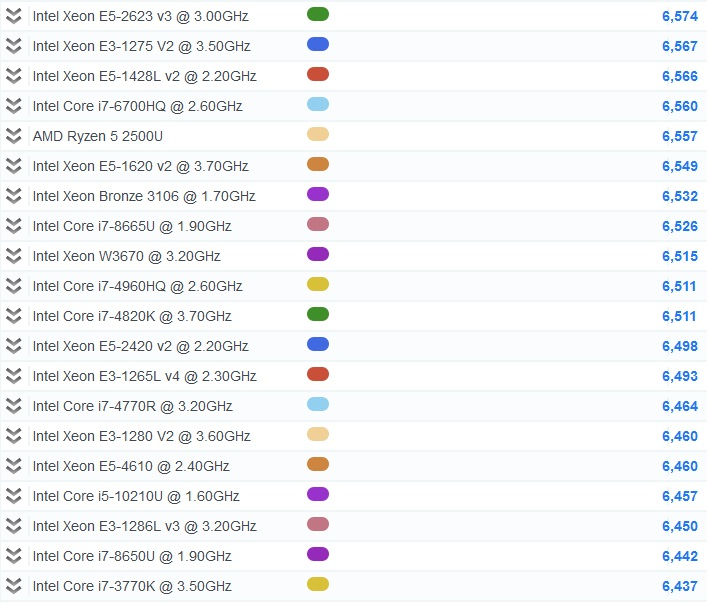 Intel Xeon E5-2623 v3 @ 3.00GHz 6,574
Intel Xeon E3-1275 V2 @ 3.50GHz 6,567
Intel Xeon E5-1428L v2 @ 2.20GHz 6,566
Intel Core i7-6700HQ @ 2.60GHz 6,560
AMD Ryzen 5 2500U 6,557
Intel Xeon E5-1620 v2 @ 3.70GHz 6,549
Intel Xeon Bronze 3106 @ 1.70GHz 6,532
Intel Core i7-8665U @ 1.90GHz 6,526
Intel Xeon W3670 @ 3.20GHz 6,515
Intel Core i7-4960HQ @ 2.60GHz 6,511
Intel Core i7-4820K @ 3.70GHz 6,511
Intel Xeon E5-2420 v2 @ 2.20GHz 6,498
Intel Xeon E3-1265L v4 @ 2.30GHz 6,493
Intel Core i7-4770R @ 3.20GHz 6,464
Intel Xeon E3-1280 V2 @ 3.60GHz 6,460
Intel Xeon E5-4610 @ 2.40GHz 6,460
Intel Core i5-10210U @ 1.60GHz 6,457
Intel Xeon E3-1286L v3 @ 3.20GHz 6,450
Intel Core i7-8650U @ 1.90GHz 6,442
Intel Core i7-3770K @ 3.50GHz 6,437